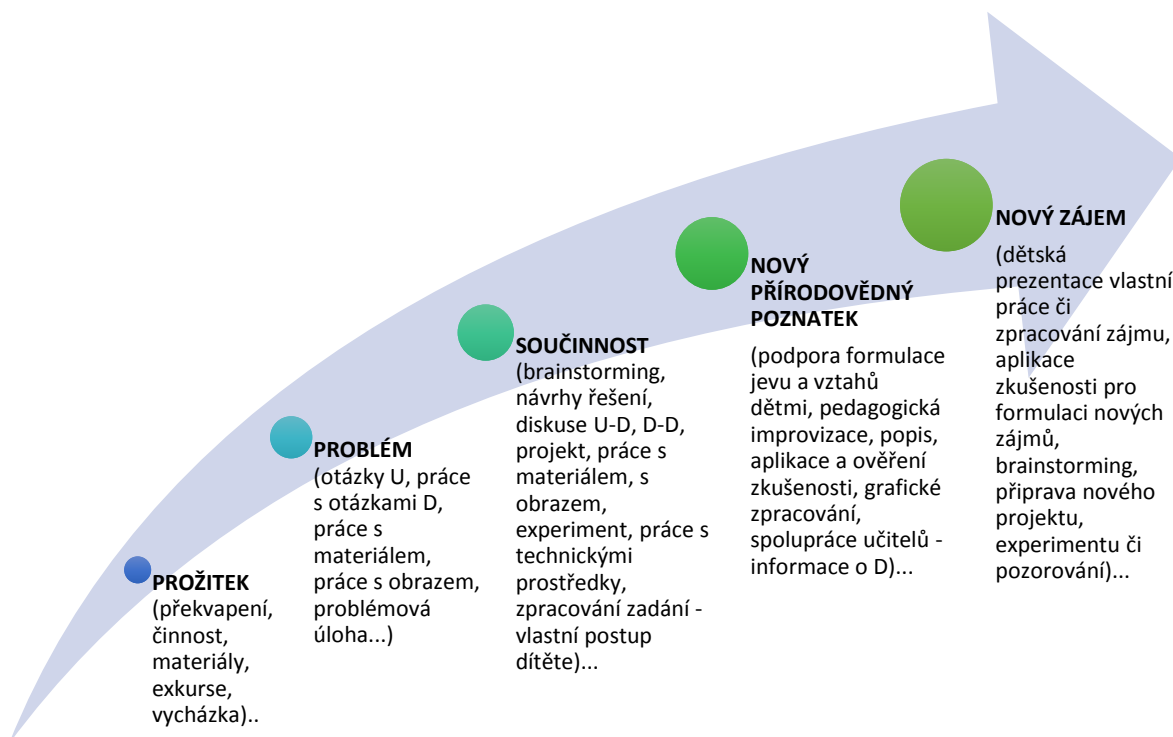 PROŽITEK
(překvapení,
činnost,
materiály,
exkurse,
vycházka)..
PROBLÉM
(otázky U, práce
s otázkami D,
práce s
materiálem,
práce s obrazem,
problémová
úloha...)
SOUČINNOST
(brainstorming,
návrhy řešení,
diskuse U-D, D-D,
projekt, práce s
materiálem, s
obrazem,
experiment, práce s
technickými
prostředky,
zpracování zadání -
vlastní postup
dítěte)...
NOVÝ
PŘÍRODOVĚDNÝ
POZNATEK
(podpora formulace
jevu a vztahů
dětmi, pedagogická
improvizace, popis,
aplikace a ověření
zkušenosti, grafické
zpracování,
spolupráce učitelů -
informace o D)...
NOVÝ ZÁJEM
(dětská
prezentace vlastní
práce či
zpracování zájmu,
aplikace
zkušenosti pro
formulaci nových
zájmů,
brainstorming,
připrava nového
projektu,
experimentu či
pozorování)...